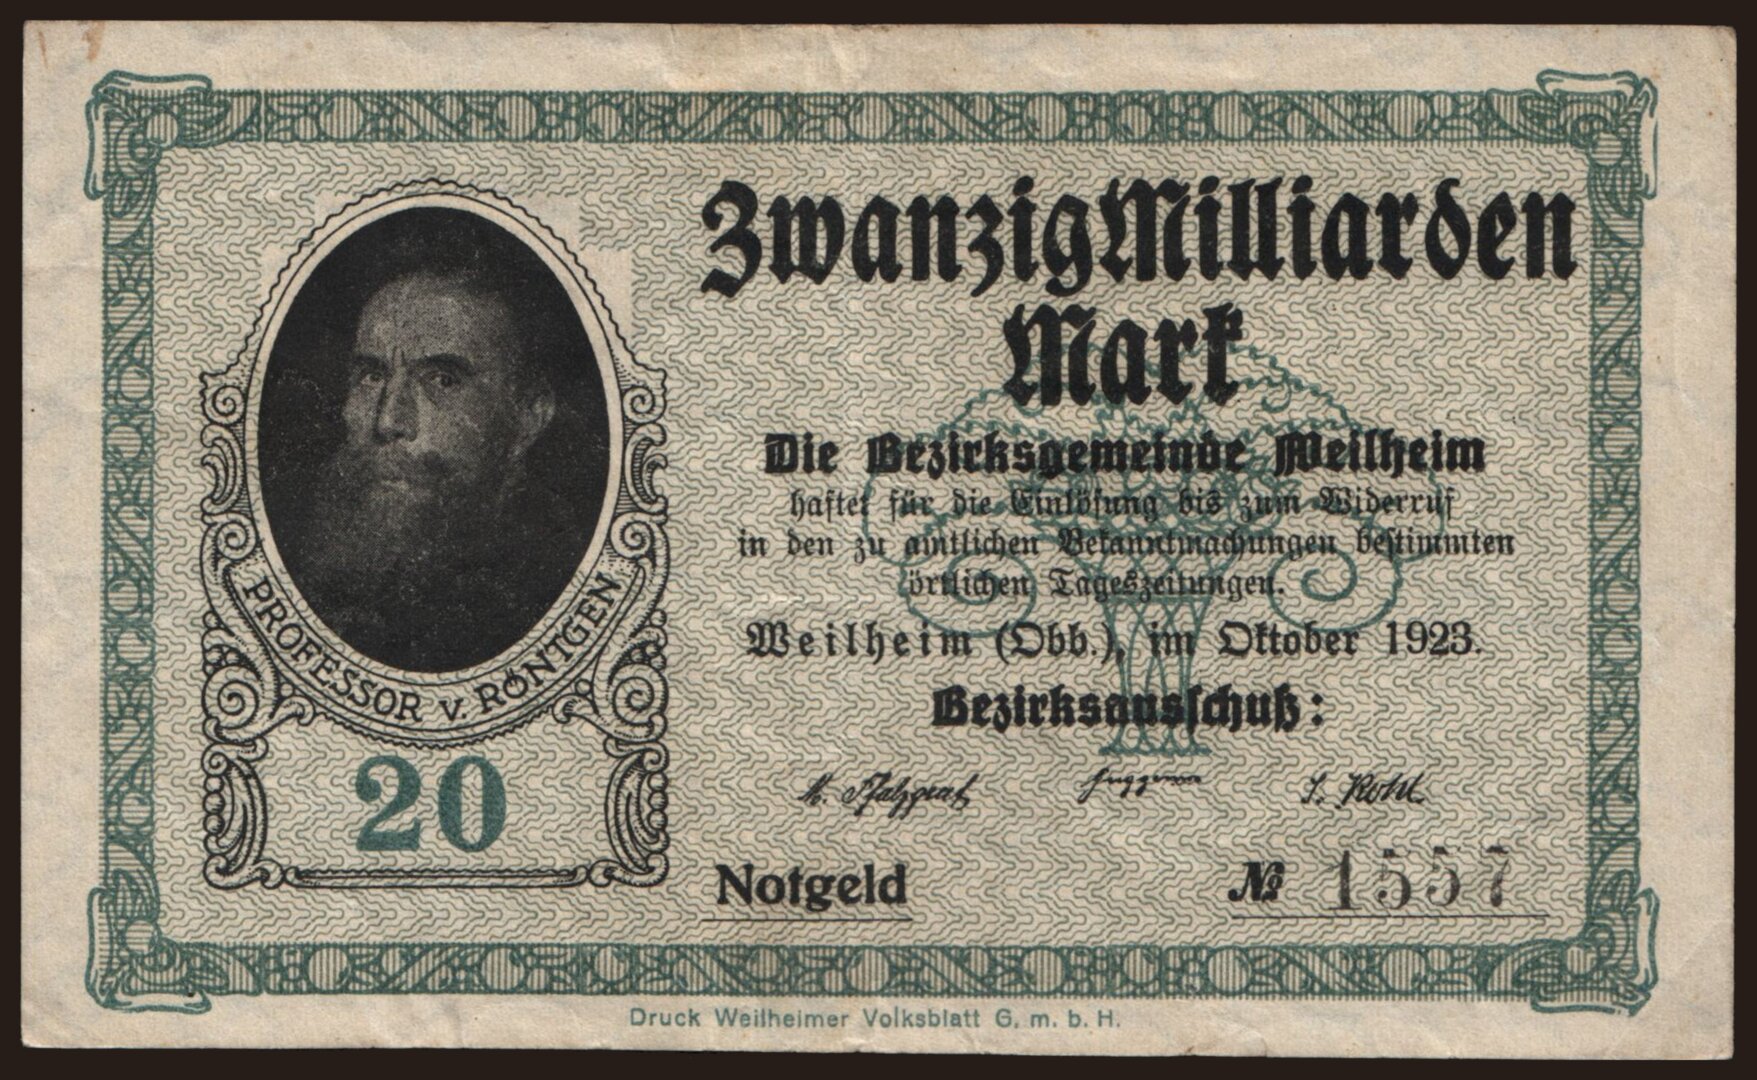 Zwanzig Milliarden
Mark
Die Bezirksgemeinde Weilheim
haftet für die Einlösung bis zum Widerruf
in den zu amtlichen Bekanntmachungen bestimmten
örtlichen Tageszeitungen.
Weilheim (Obb.), im Oktober 1923.
Bezirksausschuß:
M. Pfalzgraf
Notgeld
№ 1557
PROFESSOR v. RÖNTGEN
20
Druck Weilheimer Volksblatt G. m. b. H.